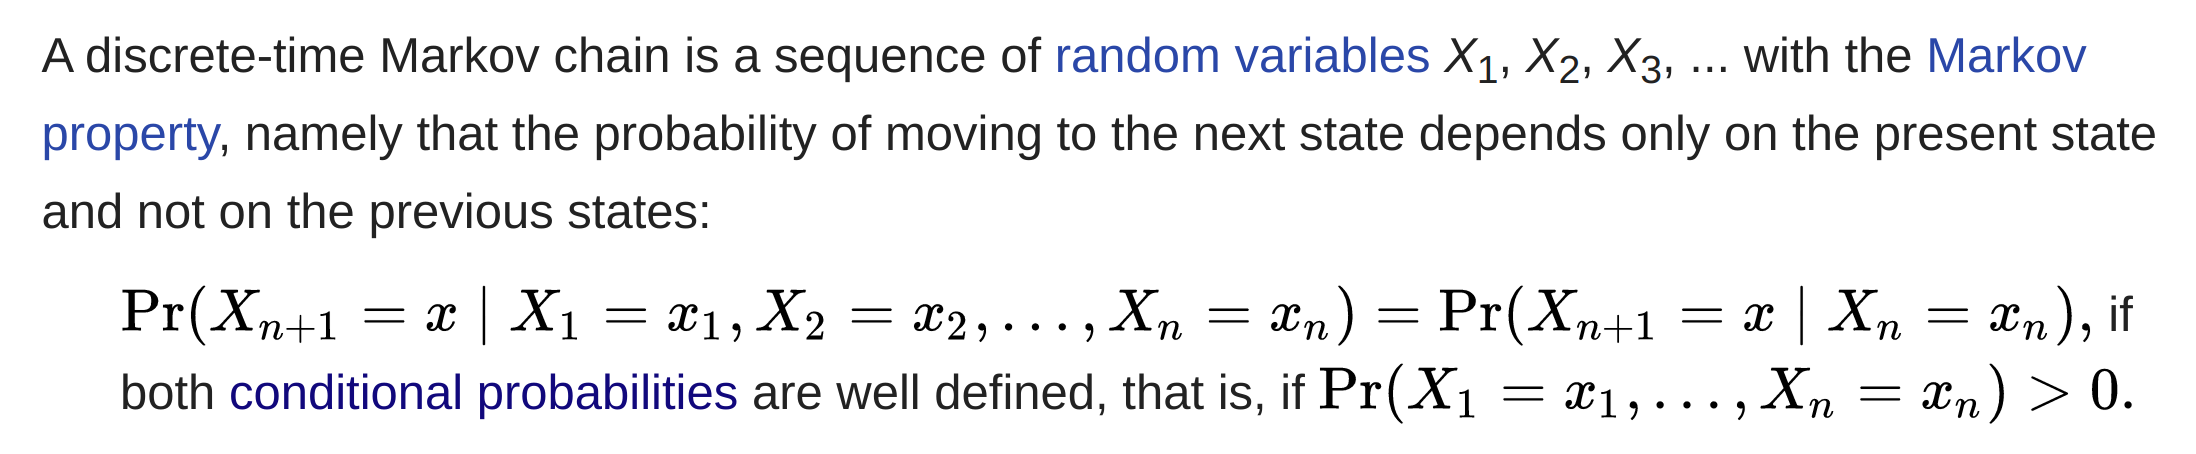 A discrete-time Markov chain is a sequence of random variables X₁, X₂, X₃, ... with the Markov
property, namely that the probability of moving to the next state depends only on the present state
and not on the previous states:
Pr(Xₙ₊₁ = x | X₁ = x₁, X₂ = x₂, . . . , Xₙ = xₙ) = Pr(Xₙ₊₁ = x | Xₙ = xₙ), if
both conditional probabilities are well defined, that is, if Pr(X₁ = x₁, . . . , Xₙ = xₙ) > 0.